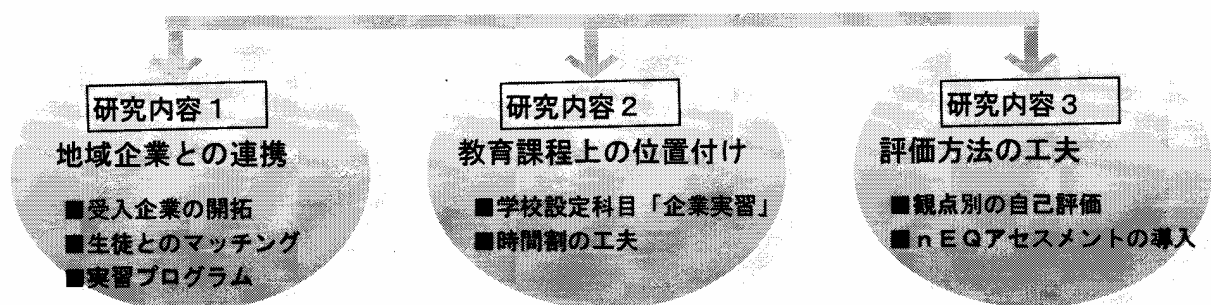 研究内容1
地域企業との連携
■受入企業の開拓
■生徒とのマッチング
■実習プログラム
研究内容2
教育課程上の位置付け
■学校設定科目「企業実習」
■時間割の工夫
研究内容3
評価方法の工夫
■観点別の自己評価
■nEQアセスメントの導入